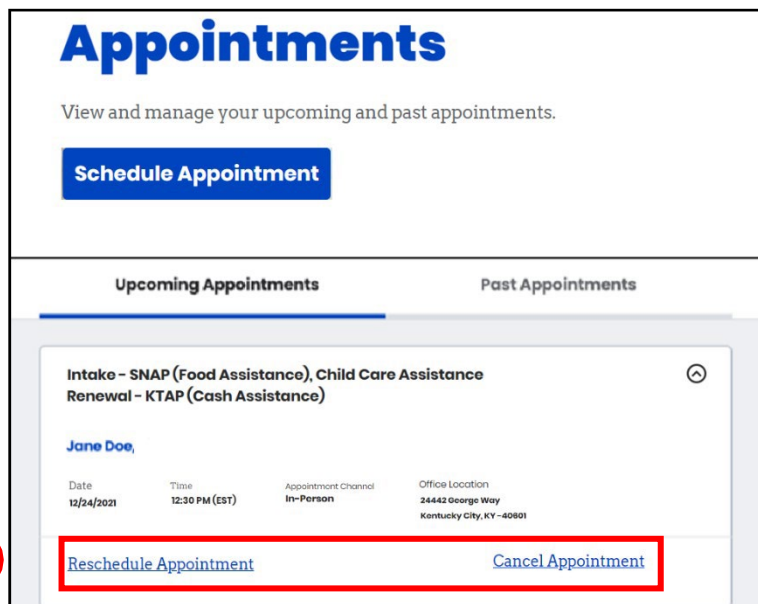 Appointments
View and manage your upcoming and past appointments.
Schedule Appointment
Upcoming Appointments
Past Appointments
Intake - SNAP (Food Assistance), Child Care Assistance
Renewal - KTAP (Cash Assistance)
Jane Doe,
Date
Time
Appointment Channel
Office Location
12/24/2021
12:30 PM (EST)
In-Person
24442 George Way
Kentucky City, KY -40601
Reschedule Appointment
Cancel Appointment